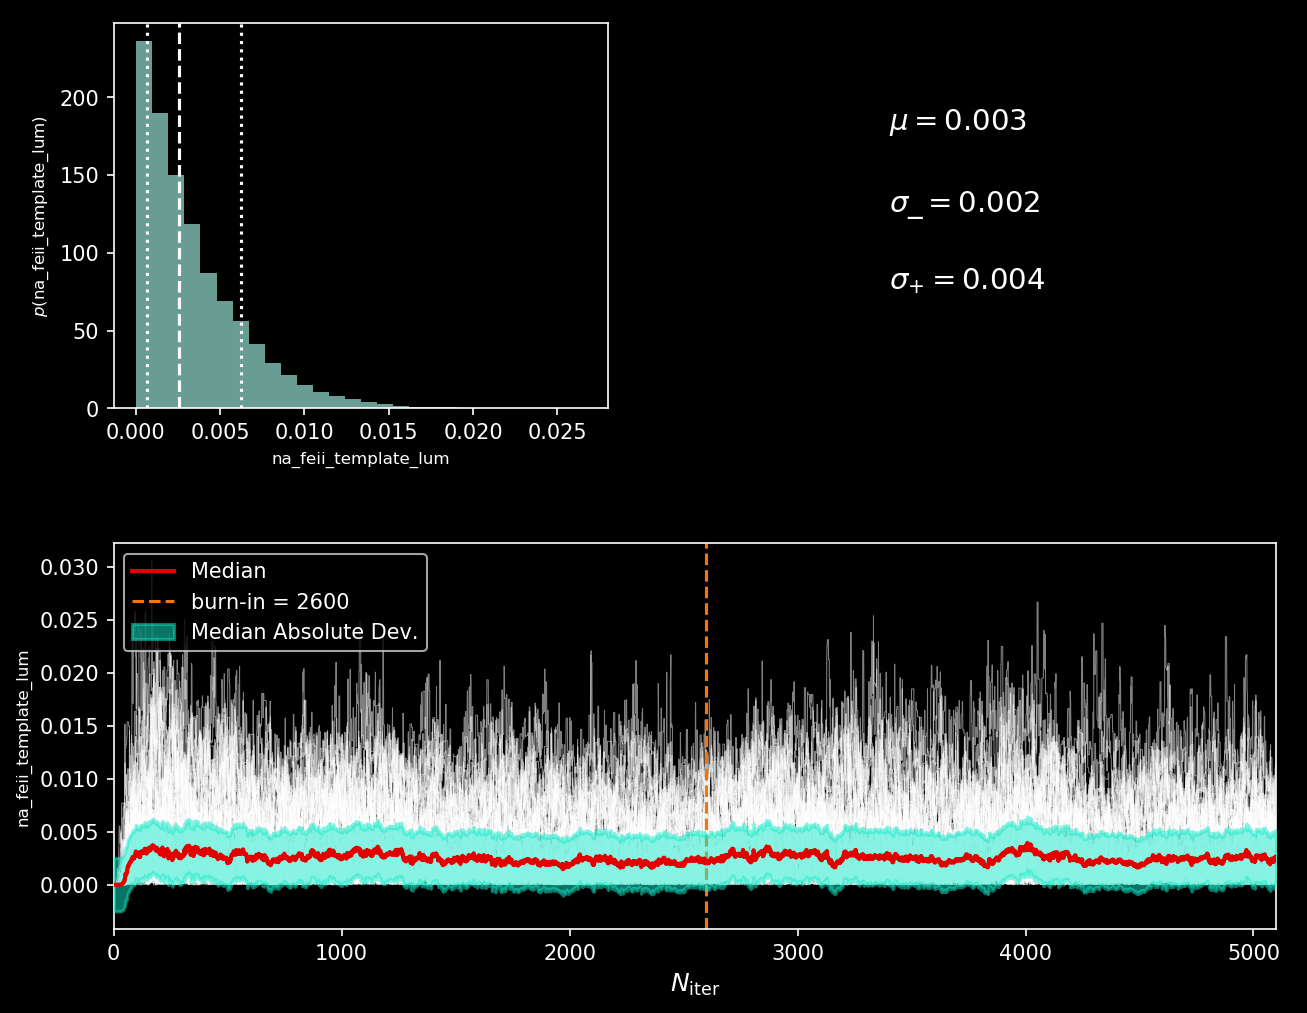 200
150
100
50
0
p(na_feii_template_lum)
0.000 0.005 0.010 0.015 0.020 0.025
na_feii_template_lum
μ = 0.003
σ_ = 0.002
σ+ = 0.004
0.030
0.025
0.020
0.015
0.010
0.005
0.000
na_feii_template_lum
Median
burn-in = 2600
Median Absolute Dev.
0 1000 2000 3000 4000 5000
Niter